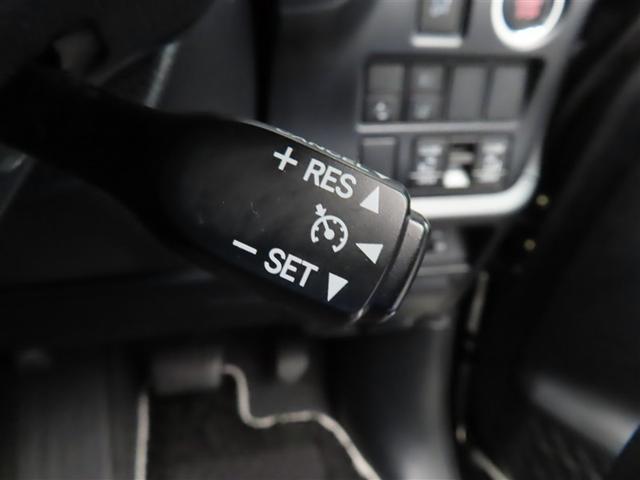 + RES ▲
◀
− SET ▼